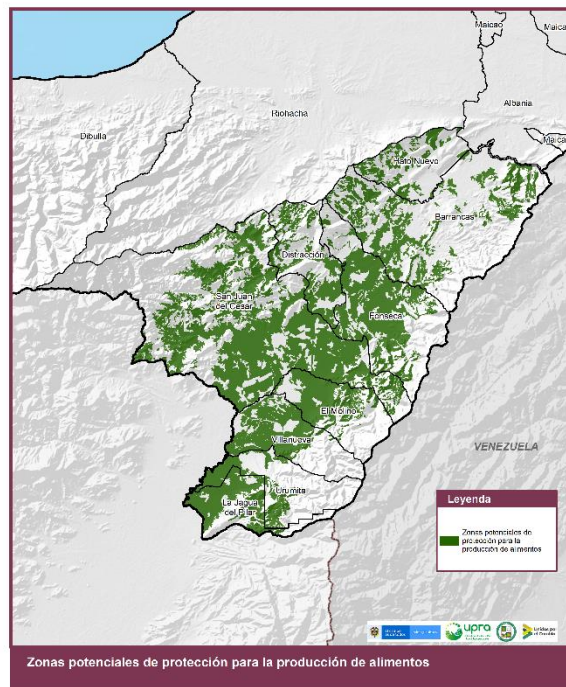 Maicao
Maica
Albania
Riohacha
Dibulla
Maica
Hato Nuevo
Barrancas
Distracción
San Juan
del Cesar
Fonseca
El Molino
Villanueva
VENEZUELA
Urumita
La Jagua
del Pilar
Leyenda
Zonas potenciales de
protección para la
producción de alimentos
upra
Zonas potenciales de protección para la producción de alimentos